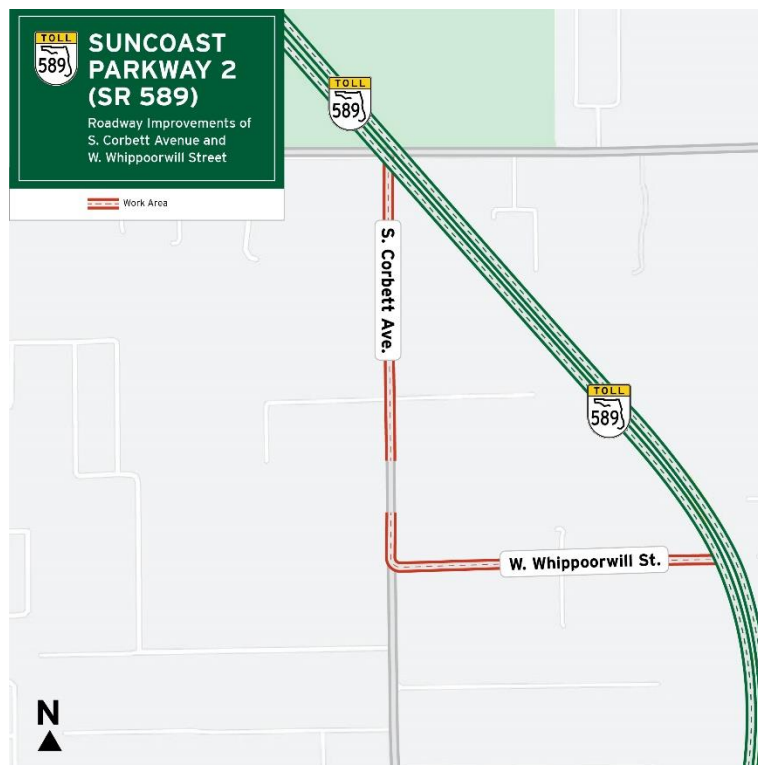 TOLL
589
SUNCOAST
PARKWAY 2
(SR 589)
Roadway Improvements of
S. Corbett Avenue and
W. Whippoorwill Street
Work Area
TOLL
589
S. Corbett Ave.
TOLL
589
W. Whippoorwill St.
N